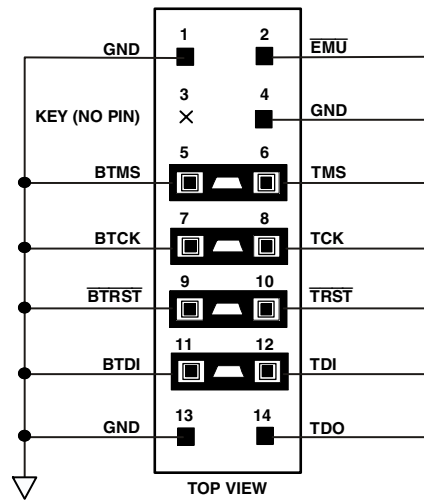 1 2
GND EMU
3 4
KEY (NO PIN) GND
5 6
BTMS TMS
7 8
BTCK TCK
9 10
BTRST TRST
11 12
BTDI TDI
13 14
GND TDO
TOP VIEW